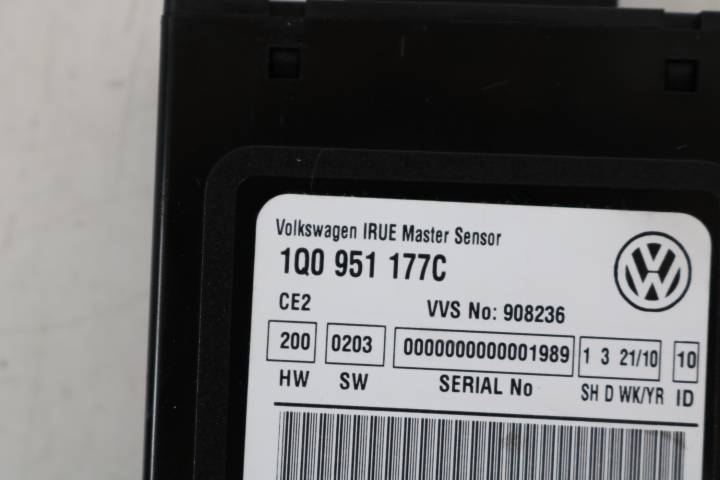 Volkswagen IRUE Master Sensor
1Q0 951 177C
CE2 VVS No: 908236
200 0203 0000000000001989 1 3 21/10 10
HW SW SERIAL No SH D WK/YR ID